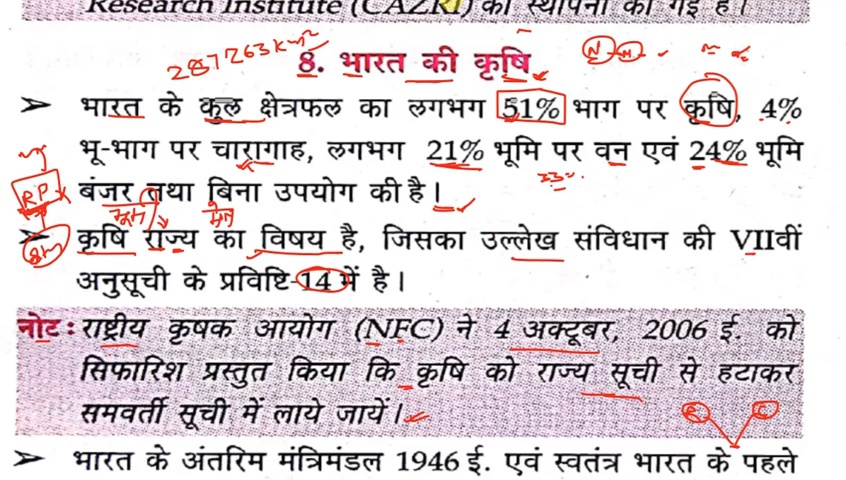 Research Institute (CAZRI) की स्थापना की गई है।
287263 km²
8. भारत की कृषि
➤ भारत के कुल क्षेत्रफल का लगभग 51% भाग पर कृषि, 4%
भू-भाग पर चारागाह, लगभग 21% भूमि पर वन एवं 24% भूमि
बंजर तथा बिना उपयोग की है।
RP
➤ कृषि राज्य का विषय है, जिसका उल्लेख संविधान की VIIवीं
अनुसूची के प्रविष्टि-14 में है।
नोट: राष्ट्रीय कृषक आयोग (NFC) ने 4 अक्टूबर, 2006 ई. को
सिफारिश प्रस्तुत किया कि कृषि को राज्य सूची से हटाकर
समवर्ती सूची में लाये जायें।
➤ भारत के अंतरिम मंत्रिमंडल 1946 ई. एवं स्वतंत्र भारत के पहले